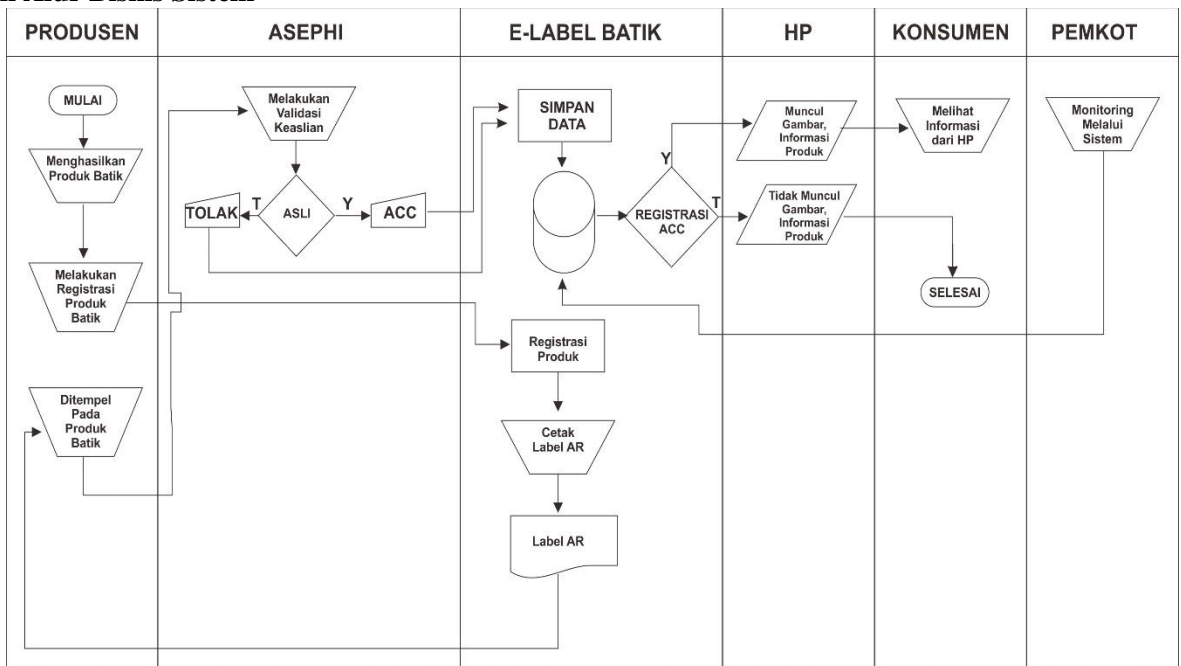 PRODUSEN
ASEPHI
E-LABEL BATIK
HP
KONSUMEN
PEMKOT
MULAI
Menghasilkan
Produk Batik
Melakukan
Registrasi
Produk
Batik
Ditempel
Pada
Produk
Batik
Melakukan
Validasi
Keaslian
TOLAK
T
ASLI
Y
ACC
SIMPAN
DATA
REGISTRASI
ACC
Y
T
Registrasi
Produk
Cetak
Label AR
Label AR
Muncul
Gambar,
Informasi
Produk
Tidak Muncul
Gambar,
Informasi
Produk
Melihat
Informasi
dari HP
SELESAI
Monitoring
Melalui
Sistem